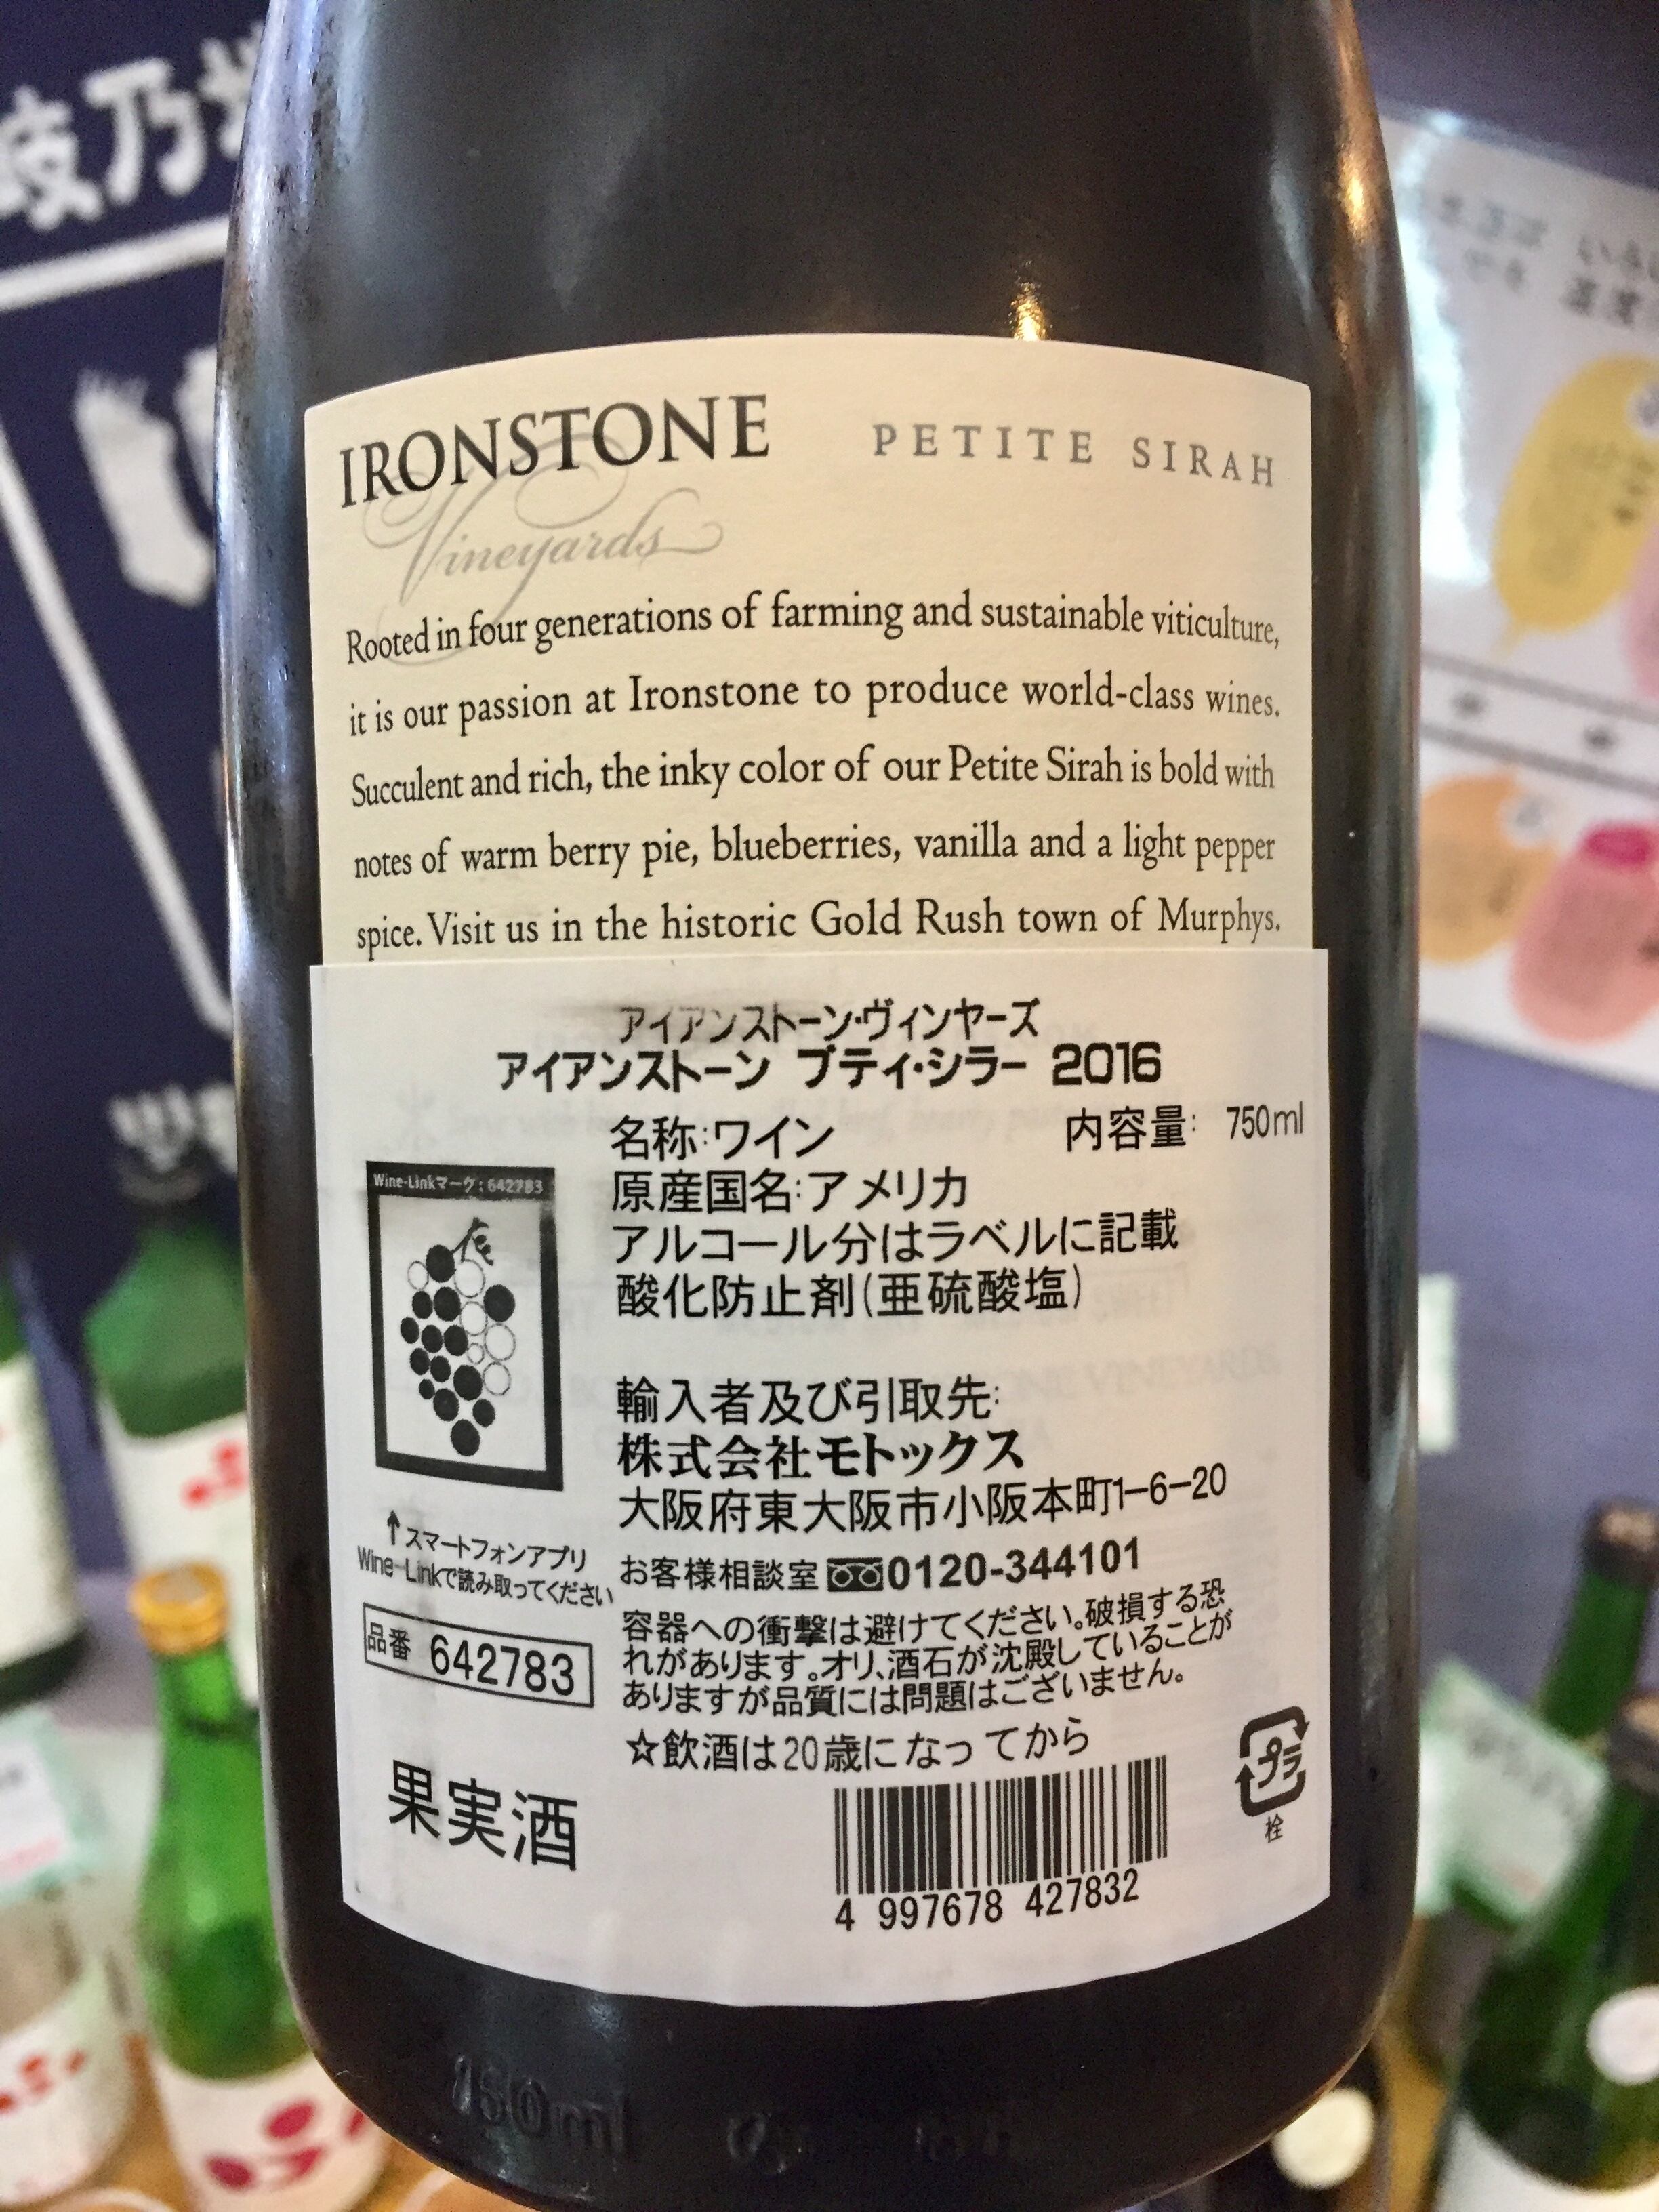 岐乃
IRONSTONE
Vineyards
PETITE SIRAH
Rooted in four generations of farming and sustainable viticulture,
it is our passion at Ironstone to produce world-class wines.
Succulent and rich, the inky color of our Petite Sirah is bold with
notes of warm berry pie, blueberries, vanilla and a light pepper
spice. Visit us in the historic Gold Rush town of Murphys.
アイアンストーン・ヴィンヤーズ
アイアンストーン プティ・シラー 2016
名称:ワイン 内容量: 750ml
原産国名:アメリカ
アルコール分はラベルに記載
酸化防止剤(亜硫酸塩)
輸入者及び引取先:
株式会社モトックス
大阪府東大阪市小阪本町1-6-20
お客様相談室 0120-344101
容器への衝撃は避けてください。破損する恐
れがあります。オリ、酒石が沈殿していることが
ありますが品質には問題はございません。
☆飲酒は20歳になってから
Wine-Linkマーク:642783
↑スマートフォンアプリ
Wine-Linkで読み取ってください
品番 642783
果実酒
4 997678 427832
プラ
栓
750ml